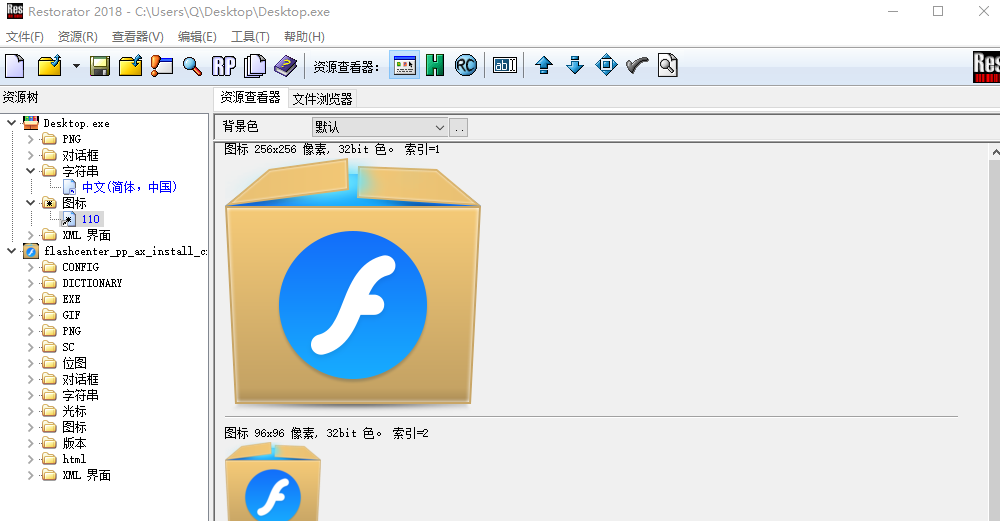 Res Restorator 2018 - C:\Users\Q\Desktop\Desktop.exe
文件(F) 资源(R) 查看器(V) 编辑(E) 工具(T) 帮助(H)
RP 资源查看器： H RC ab Res
资源树
资源查看器 文件浏览器
背景色 默认 ..
Desktop.exe
PNG
对话框
字符串
中文(简体，中国)
图标
110
XML 界面
flashcenter_pp_ax_install_c
CONFIG
DICTIONARY
EXE
GIF
PNG
SC
位图
对话框
字符串
光标
图标
版本
html
XML 界面
图标 256x256 像素, 32bit 色。 索引=1
图标 96x96 像素, 32bit 色。 索引=2